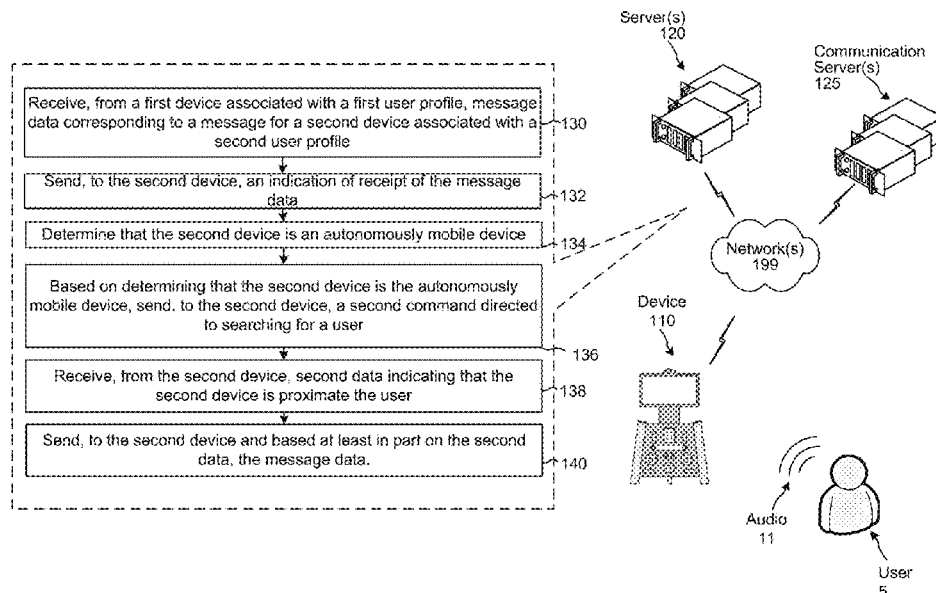 Receive, from a first device associated with a first user profile, message
data corresponding to a message for a second device associated with a
second user profile
130
Send, to the second device, an indication of receipt of the message
data
132
Determine that the second device is an autonomously mobile device
134
Based on determining that the second device is the autonomously
mobile device, send, to the second device, a second command directed
to searching for a user
136
Receive, from the second device, second data indicating that the
second device is proximate the user
138
Send, to the second device and based at least in part on the second
data, the message data.
140
Server(s)
120
Communication
Server(s)
125
Network(s)
199
Device
110
Audio
11
User
5